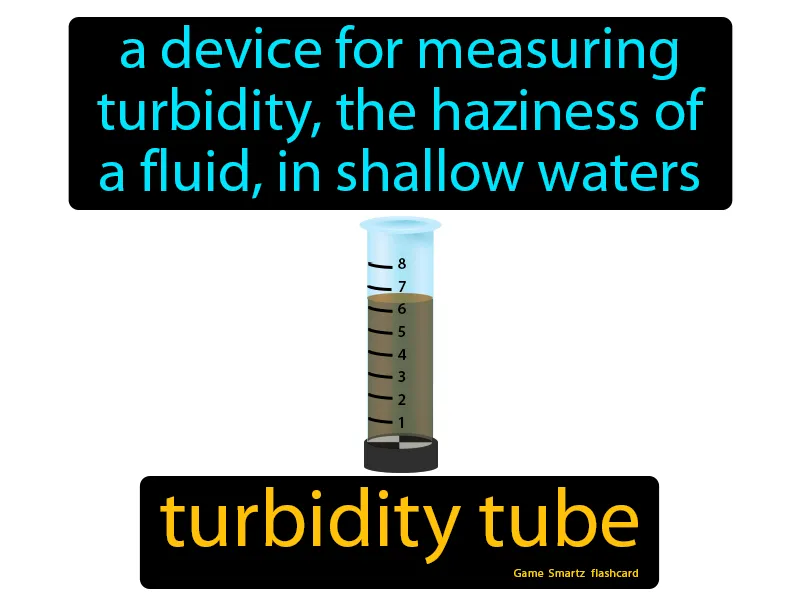 a device for measuring
turbidity, the haziness of
a fluid, in shallow waters
8
7
6
5
4
3
2
1
turbidity tube
Game Smartz flashcard